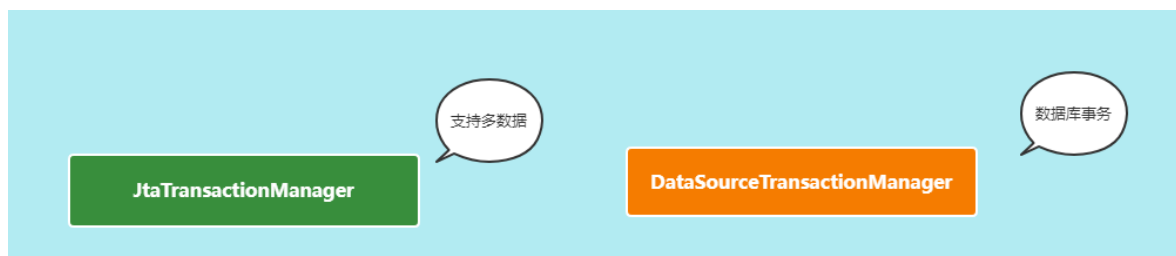 支持多数据
数据库事务
JtaTransactionManager
DataSourceTransactionManager